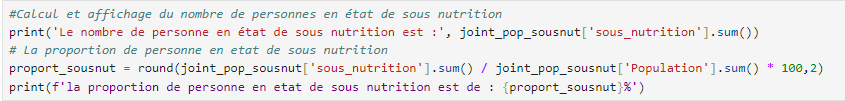 #Calcul et affichage du nombre de personnes en état de sous nutrition
print('Le nombre de personne en état de sous nutrition est :', joint_pop_sousnut['sous_nutrition'].sum())
# La proportion de personne en etat de sous nutrition
proport_sousnut = round(joint_pop_sousnut['sous_nutrition'].sum() / joint_pop_sousnut['Population'].sum() * 100,2)
print(f'la proportion de personne en etat de sous nutrition est de : {proport_sousnut}%')